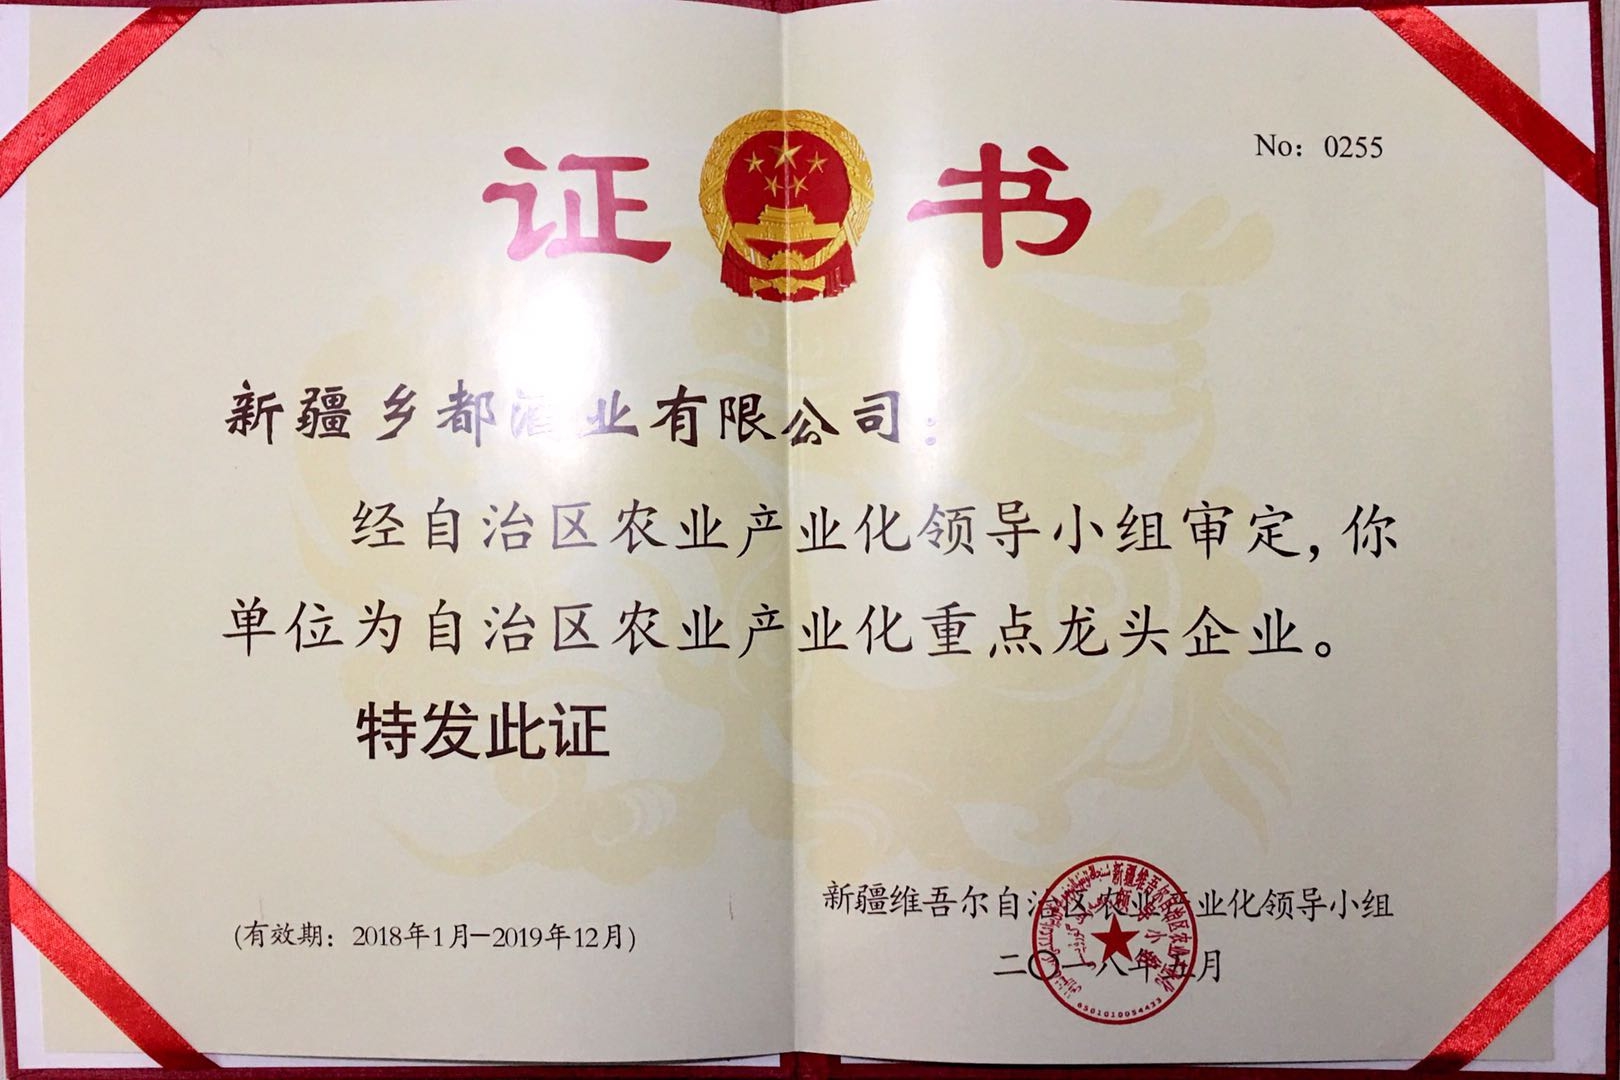 证书
No：0255
新疆乡都酒业有限公司：
经自治区农业产业化领导小组审定，你
单位为自治区农业产业化重点龙头企业。
特发此证
(有效期：2018年1月—2019年12月)
新疆维吾尔自治区农业产业化领导小组
二〇一八年五月
6501010054433